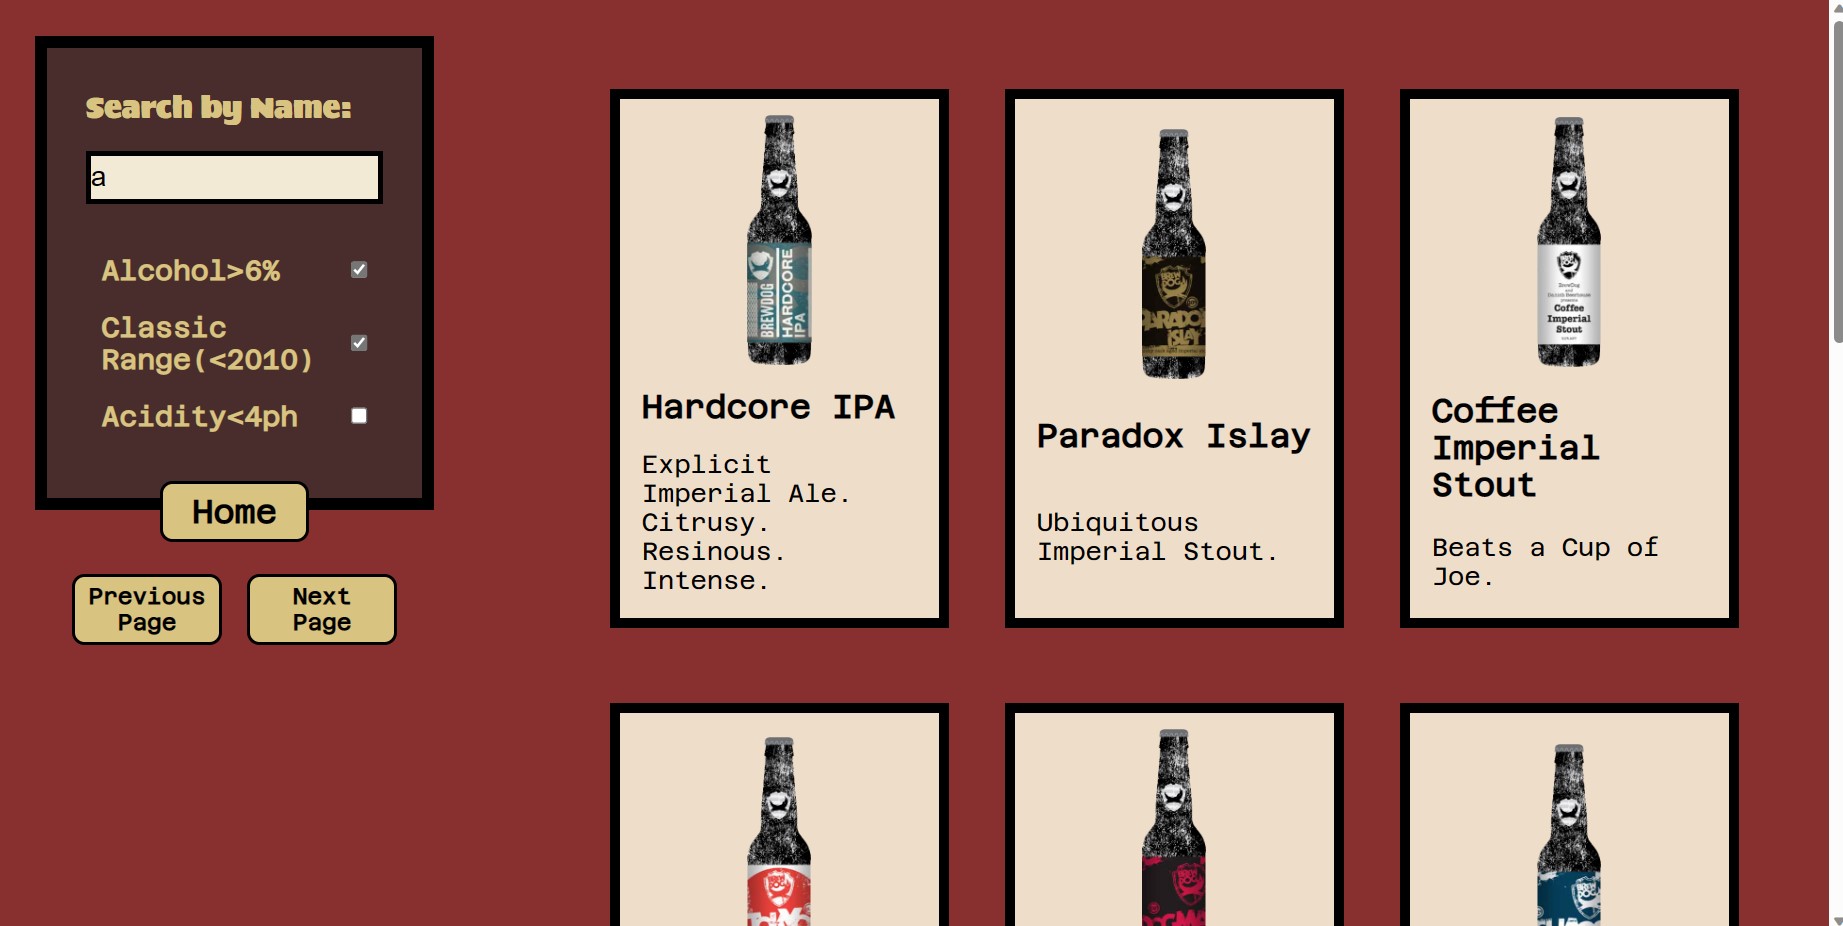 Search by Name:
a
Alcohol>6%
Classic
Range(<2010)
Acidity<4ph
Home
Previous
Page
Next
Page
BREWDOG
HARDCORE
IPA
Hardcore IPA
Explicit
Imperial Ale.
Citrusy.
Resinous.
Intense.
PARADOX
ISLAY
Paradox Islay
Ubiquitous
Imperial Stout.
Coffee
Imperial
Stout
Coffee
Imperial
Stout
Beats a Cup of
Joe.